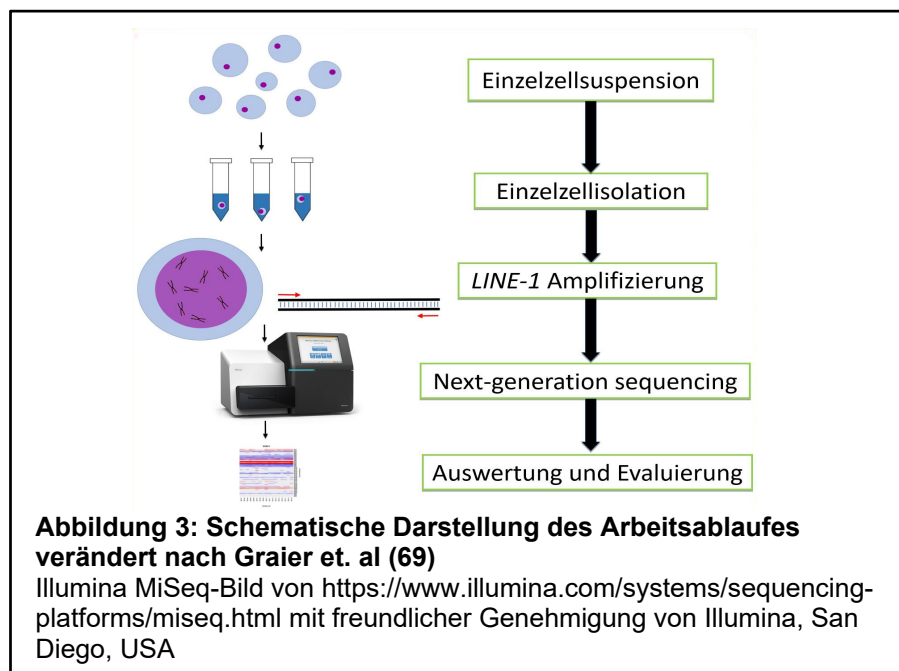 Einzelzellsuspension
Einzelzellisolation
LINE-1 Amplifizierung
Next-generation sequencing
Auswertung und Evaluierung
Abbildung 3: Schematische Darstellung des Arbeitsablaufes
verändert nach Graier et. al (69)
Illumina MiSeq-Bild von https://www.illumina.com/systems/sequencing-
platforms/miseq.html mit freundlicher Genehmigung von Illumina, San
Diego, USA